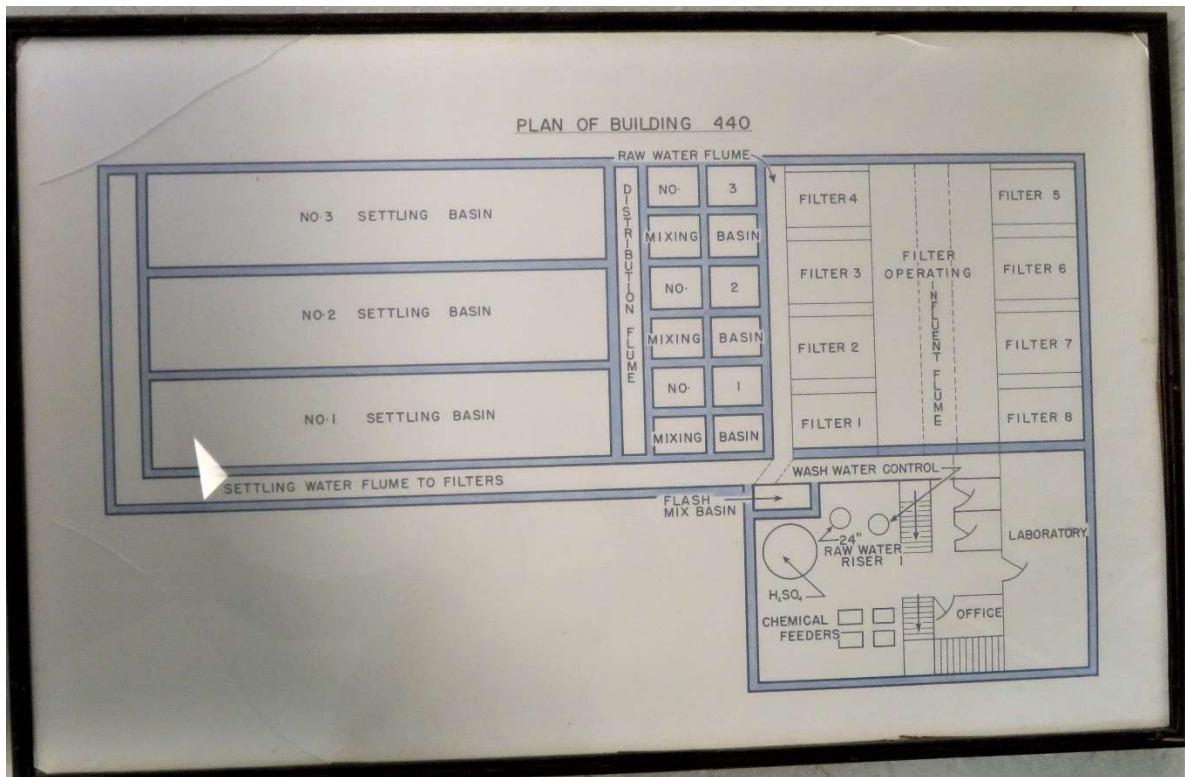 PLAN OF BUILDING 440
RAW WATER FLUME
NO. 3
MIXING BASIN
NO. 2
MIXING BASIN
NO. 1
MIXING BASIN
NO. 3 SETTLING BASIN
NO. 2 SETTLING BASIN
NO. 1 SETTLING BASIN
DISTRIBUTION FLUME
FILTER 4
FILTER 3
FILTER 2
FILTER 1
FILTER
OPERATING
INFLUENT FLUME
FILTER 5
FILTER 6
FILTER 7
FILTER 8
SETTLING WATER FLUME TO FILTERS
WASH WATER CONTROL
FLASH
MIX BASIN
24"
RAW WATER
RISER
LABORATORY
H₂SO₄
CHEMICAL
FEEDERS
OFFICE